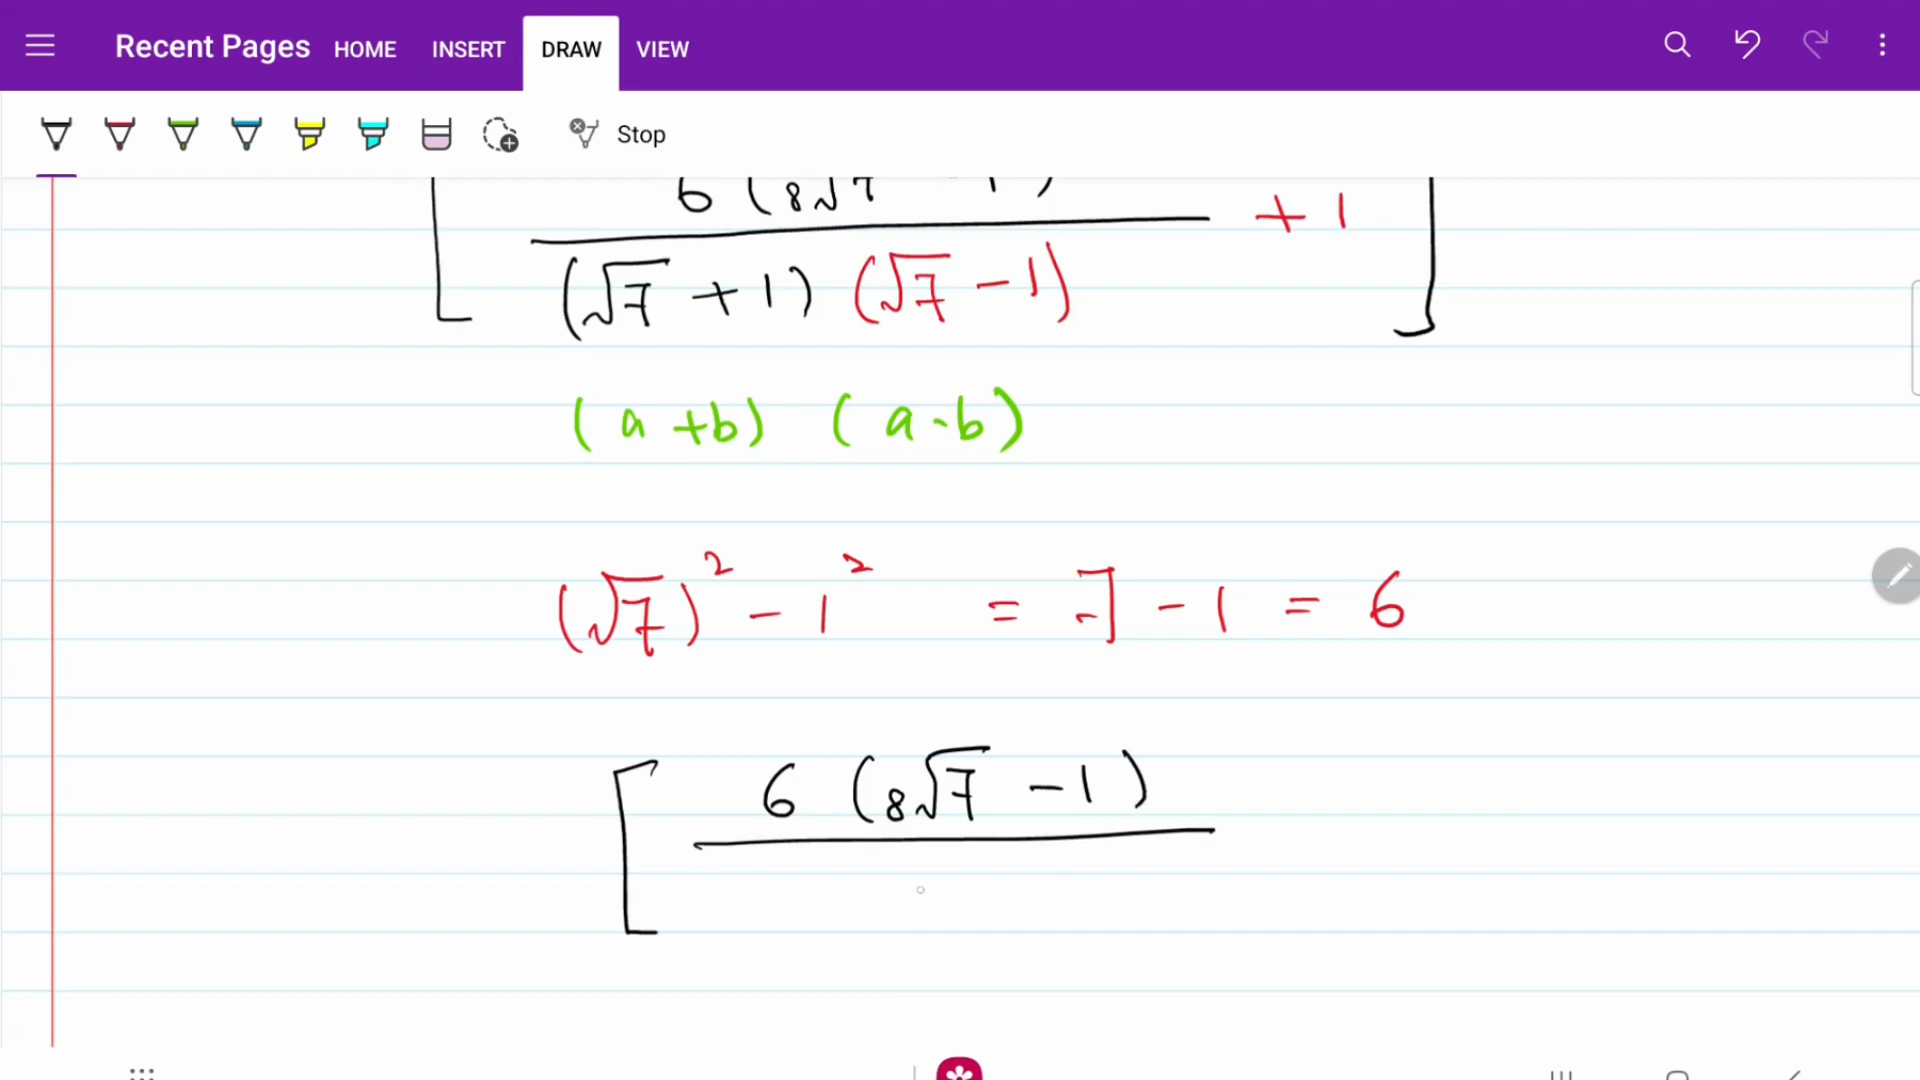 Recent Pages HOME INSERT DRAW VIEW
Stop
6 (8√7 - 1)
(√7 + 1) (√7 - 1) + 1
(a + b) (a - b)
(√7)² - 1² = 7 - 1 = 6
[ 6 (8√7 - 1)